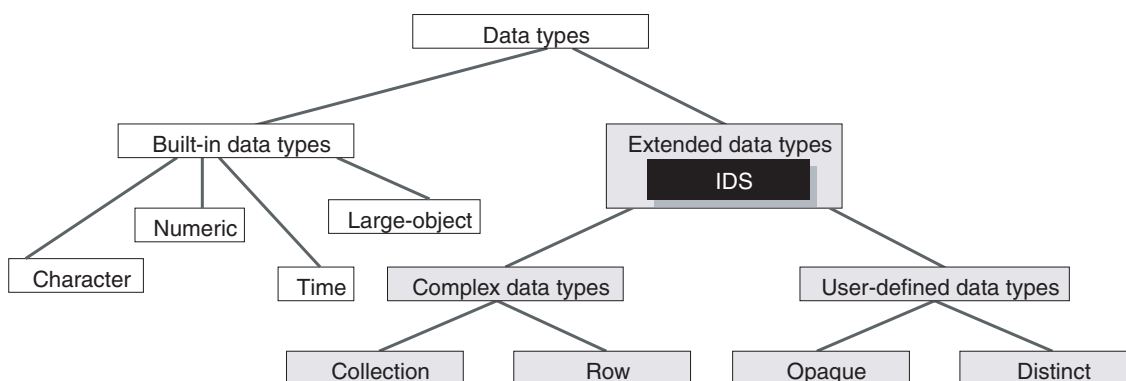 Data types
Built-in data types
Extended data types
IDS
Numeric
Large-object
Character
Time
Complex data types
User-defined data types
Collection
Row
Opaque
Distinct